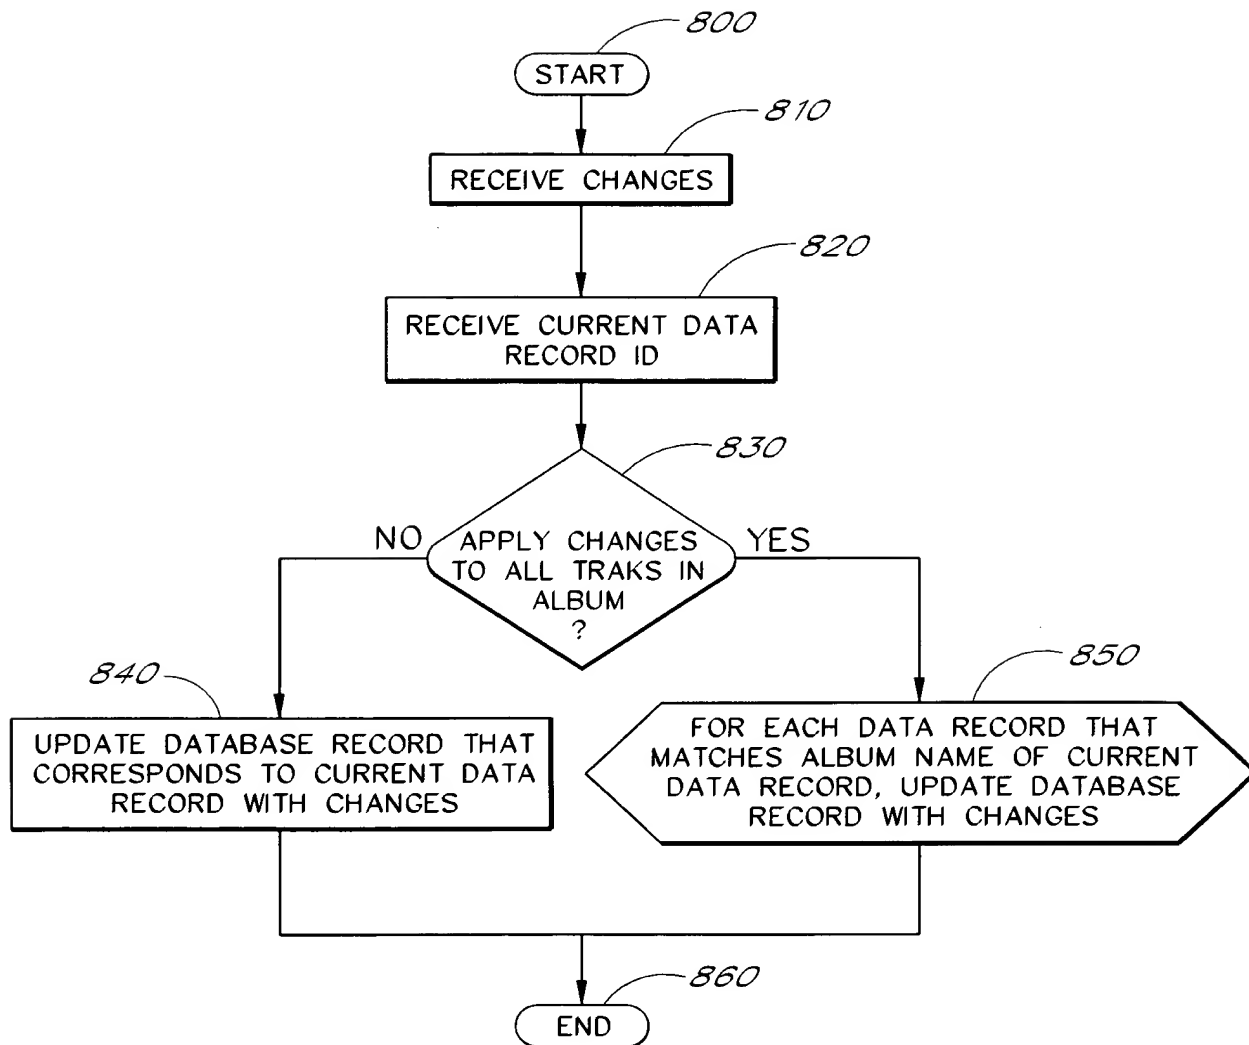 800
START
810
RECEIVE CHANGES
820
RECEIVE CURRENT DATA
RECORD ID
830
NO
APPLY CHANGES
TO ALL TRAKS IN
ALBUM
?
YES
840
UPDATE DATABASE RECORD THAT
CORRESPONDS TO CURRENT DATA
RECORD WITH CHANGES
850
FOR EACH DATA RECORD THAT
MATCHES ALBUM NAME OF CURRENT
DATA RECORD, UPDATE DATABASE
RECORD WITH CHANGES
860
END